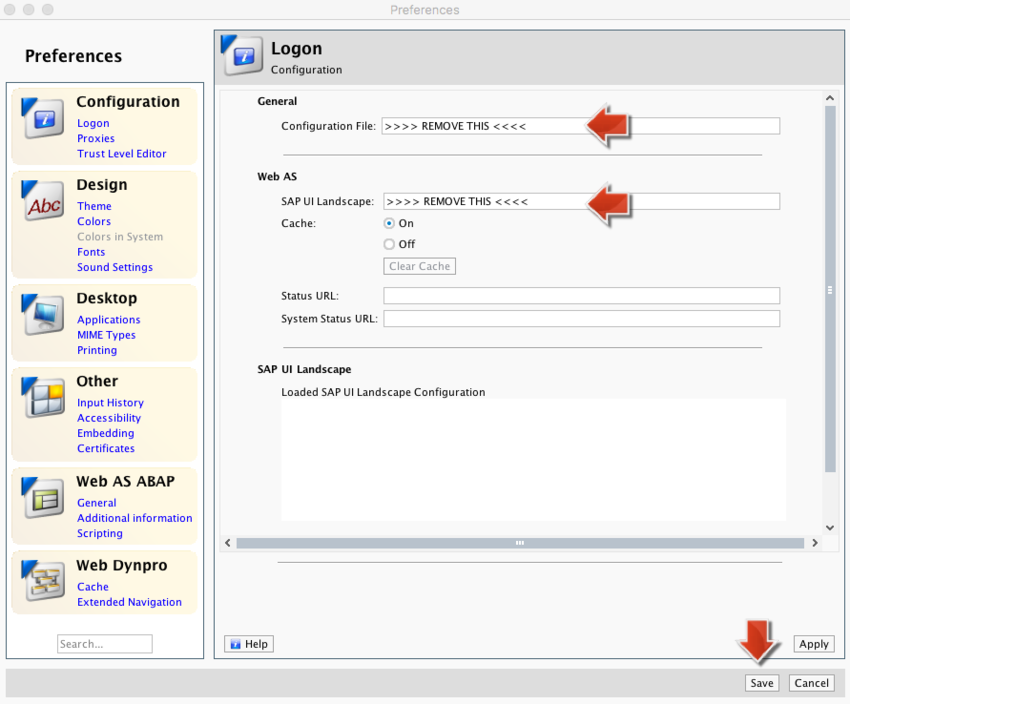 Preferences
Preferences
Configuration
Logon
Proxies
Trust Level Editor
Abc
Design
Theme
Colors
Colors in System
Fonts
Sound Settings
Desktop
Applications
MIME Types
Printing
Other
Input History
Accessibility
Embedding
Certificates
Web AS ABAP
General
Additional information
Scripting
Web Dynpro
Cache
Extended Navigation
Search...
Logon
Configuration
General
Configuration File: >>>> REMOVE THIS <<<<
Web AS
SAP UI Landscape: >>>> REMOVE THIS <<<<
Cache: On
Off
Clear Cache
Status URL:
System Status URL:
SAP UI Landscape
Loaded SAP UI Landscape Configuration
Help
Apply
Save
Cancel